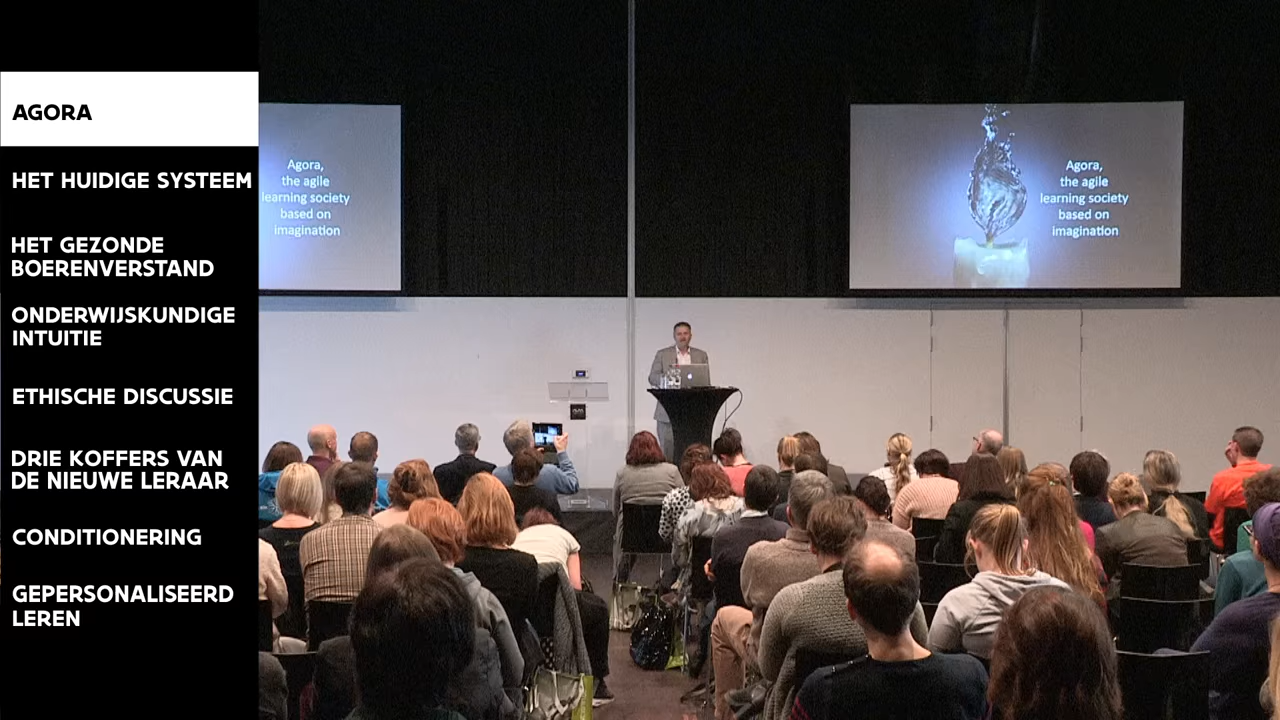 AGORA
HET HUIDIGE SYSTEEM
HET GEZONDE
BOERENVERSTAND
ONDERWIJSKUNDIGE
INTUITIE
ETHISCHE DISCUSSIE
DRIE KOFFERS VAN
DE NIEUWE LERAAR
CONDITIONERING
GEPERSONALISEERD
LEREN
Agora,
the agile
learning society
based on
imagination
Agora,
the agile
learning society
based on
imagination